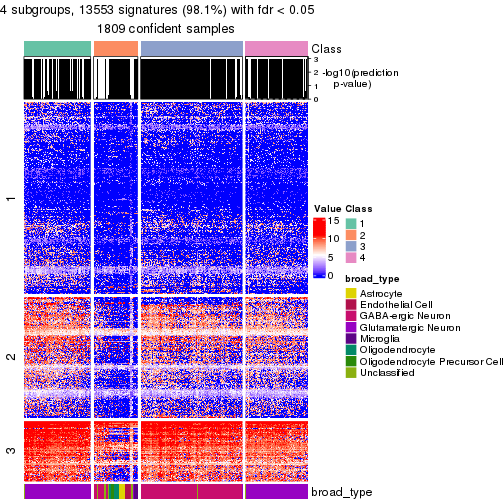 4 subgroups, 13553 signatures (98.1%) with fdr < 0.05
1809 confident samples
Class
3
2
1
0
-log10(prediction
p-value)
1
2
3
Value
15
10
5
0
Class
1
2
3
4
broad_type
Astrocyte
Endothelial Cell
GABA-ergic Neuron
Glutamatergic Neuron
Microglia
Oligodendrocyte
Oligodendrocyte Precursor Cell
Unclassified
broad_type